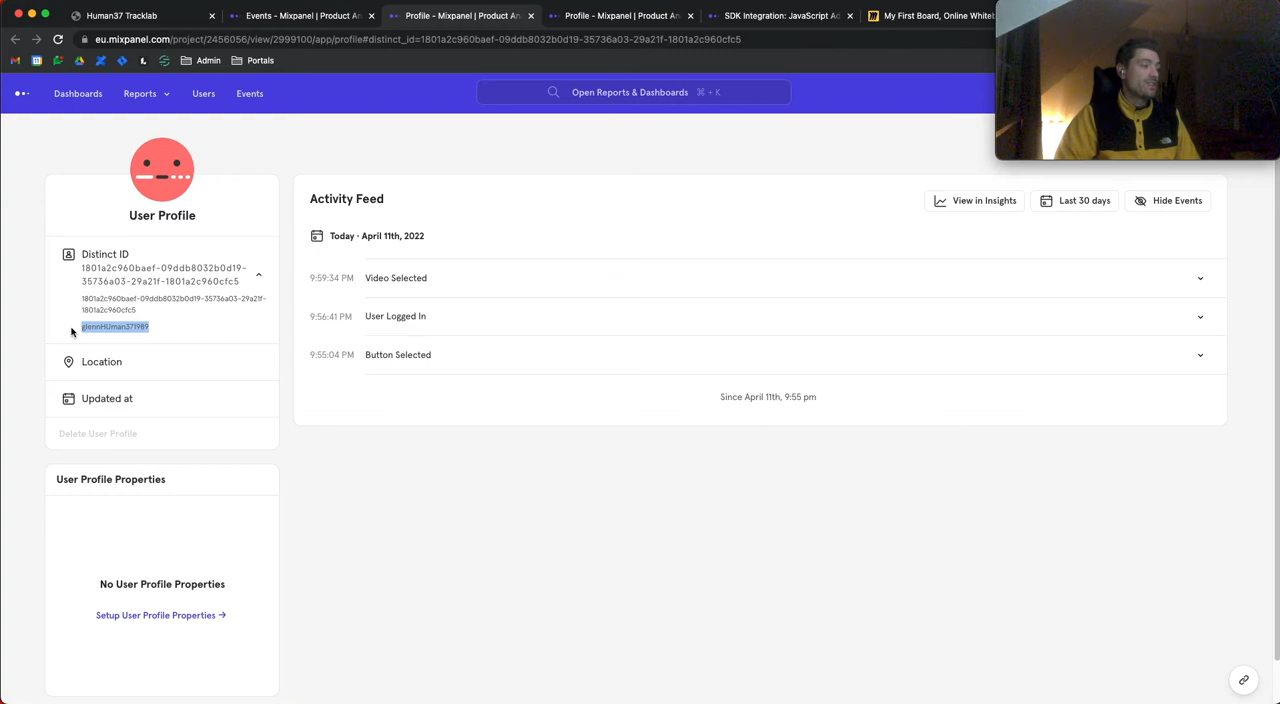 Human37 Tracklab
Events - Mixpanel | Product An
Profile - Mixpanel | Product An
Profile - Mixpanel | Product An
SDK Integration: JavaScript Ad
My First Board, Online Whiteb
eu.mixpanel.com/project/2456056/view/2999100/app/profile#distinct_id=1801a2c960baef-09ddb8032b0d19-35736a03-29a21f-1801a2c960cfc5
Admin
Portals
Dashboards
Reports
Users
Events
Open Reports & Dashboards ⌘ + K
User Profile
Distinct ID
1801a2c960baef-09ddb8032b0d19-
35736a03-29a21f-1801a2c960cfc5
1801a2c960baef-09ddb8032b0d19-35736a03-29a21f-
1801a2c960cfc5
glennHUman371989
Location
Updated at
Delete User Profile
User Profile Properties
No User Profile Properties
Setup User Profile Properties →
Activity Feed
View in Insights
Last 30 days
Hide Events
Today · April 11th, 2022
9:59:34 PM Video Selected
9:56:41 PM User Logged In
9:55:04 PM Button Selected
Since April 11th, 9:55 pm